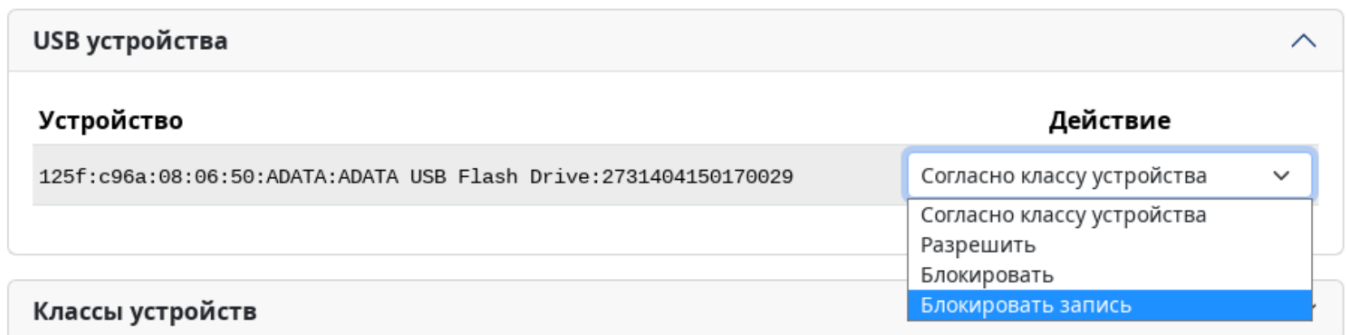 USB устройства
Устройство Действие
125f:c96a:08:06:50:ADATA:ADATA USB Flash Drive:2731404150170029 Согласно классу устройства
Согласно классу устройства
Разрешить
Блокировать
Блокировать запись
Классы устройств